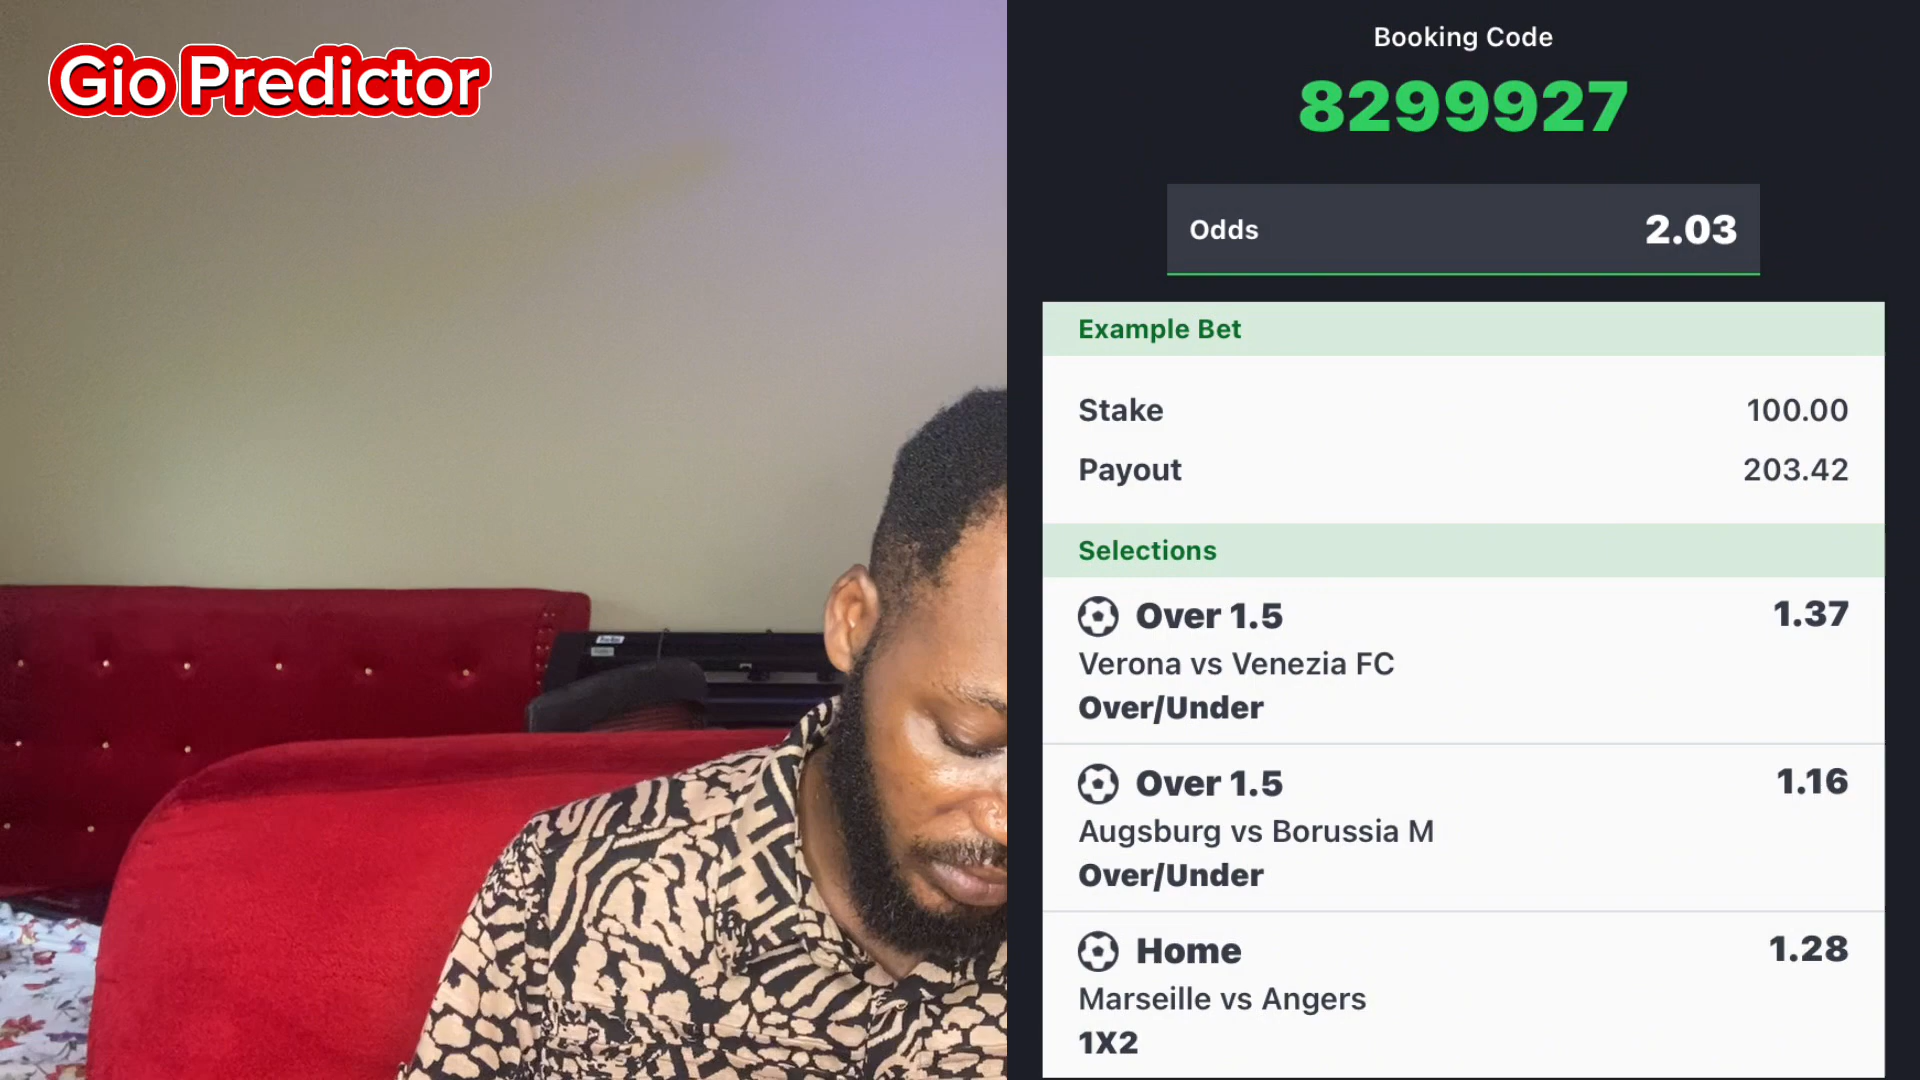 Gio Predictor
Booking Code
8299927
Odds 2.03
Example Bet
Stake 100.00
Payout 203.42
Selections
Over 1.5 1.37
Verona vs Venezia FC
Over/Under
Over 1.5 1.16
Augsburg vs Borussia M
Over/Under
Home 1.28
Marseille vs Angers
1X2